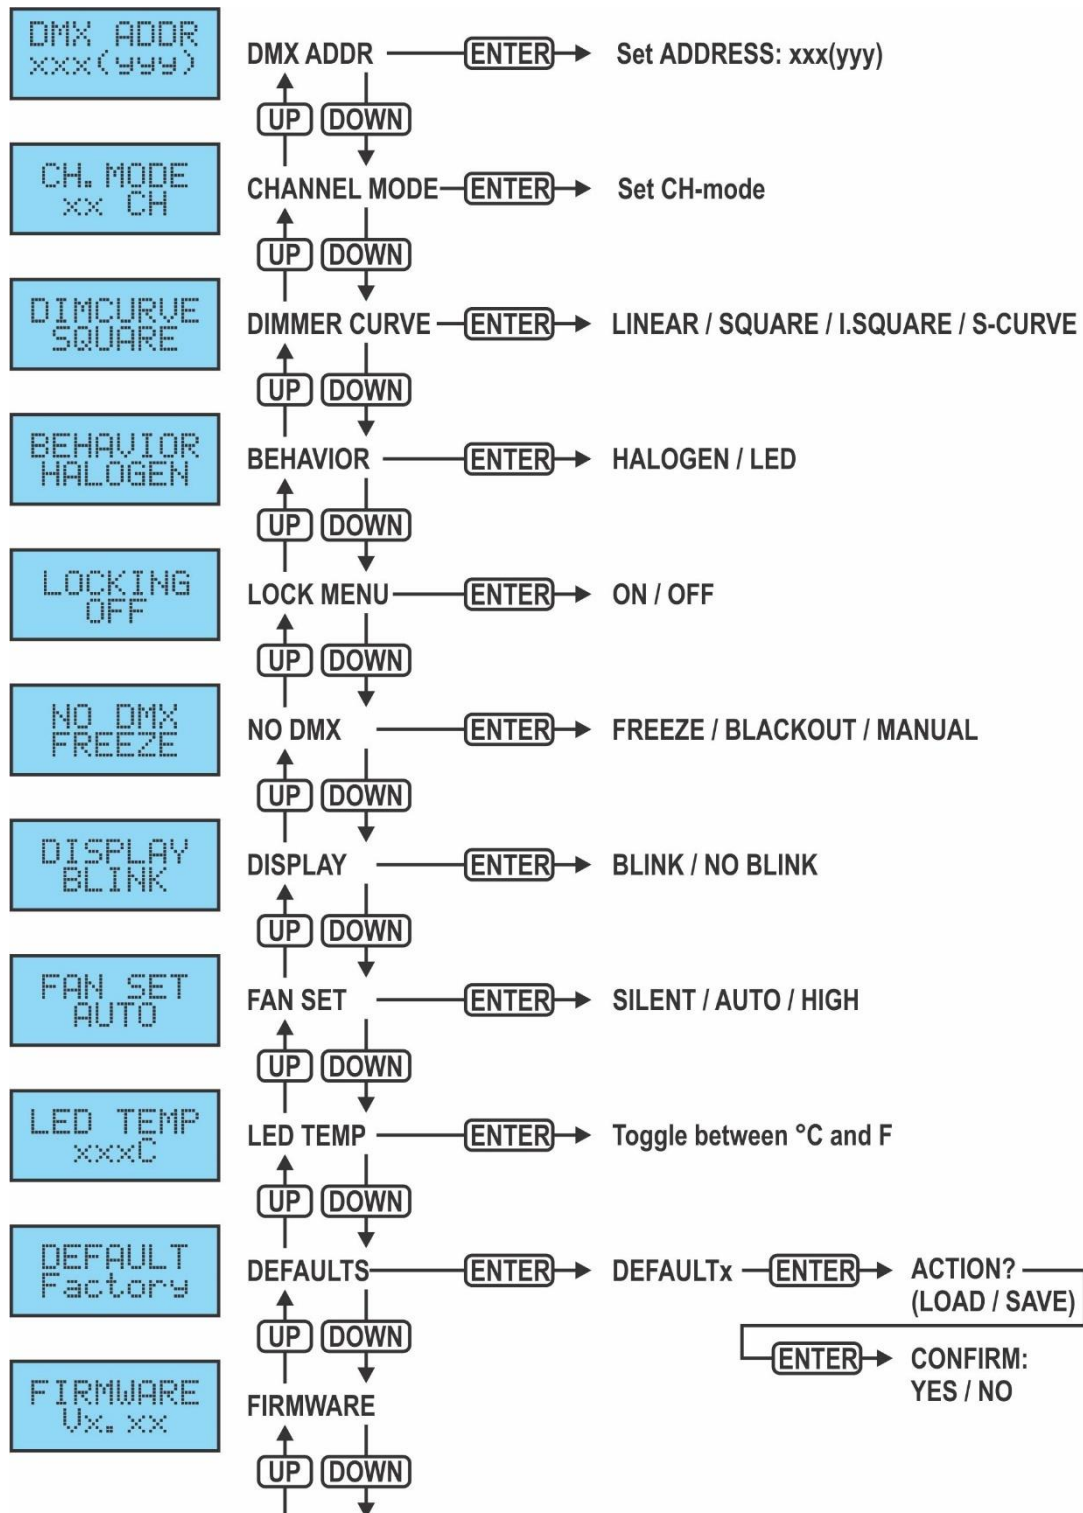 DMX ADDR
xxx(yyy)
DMX ADDR ENTER Set ADDRESS: xxx(yyy)
UP DOWN
CH. MODE
xx CH
CHANNEL MODE ENTER Set CH-mode
UP DOWN
DIMCURVE
SQUARE
DIMMER CURVE ENTER LINEAR / SQUARE / I.SQUARE / S-CURVE
UP DOWN
BEHAVIOR
HALOGEN
BEHAVIOR ENTER HALOGEN / LED
UP DOWN
LOCKING
OFF
LOCK MENU ENTER ON / OFF
UP DOWN
NO DMX
FREEZE
NO DMX ENTER FREEZE / BLACKOUT / MANUAL
UP DOWN
DISPLAY
BLINK
DISPLAY ENTER BLINK / NO BLINK
UP DOWN
FAN SET
AUTO
FAN SET ENTER SILENT / AUTO / HIGH
UP DOWN
LED TEMP
xxxC
LED TEMP ENTER Toggle between °C and F
UP DOWN
DEFAULT
Factory
DEFAULTS ENTER DEFAULTx ENTER ACTION?
(LOAD / SAVE)
UP DOWN
ENTER CONFIRM:
YES / NO
FIRMWARE
Vx.xx
FIRMWARE
UP DOWN